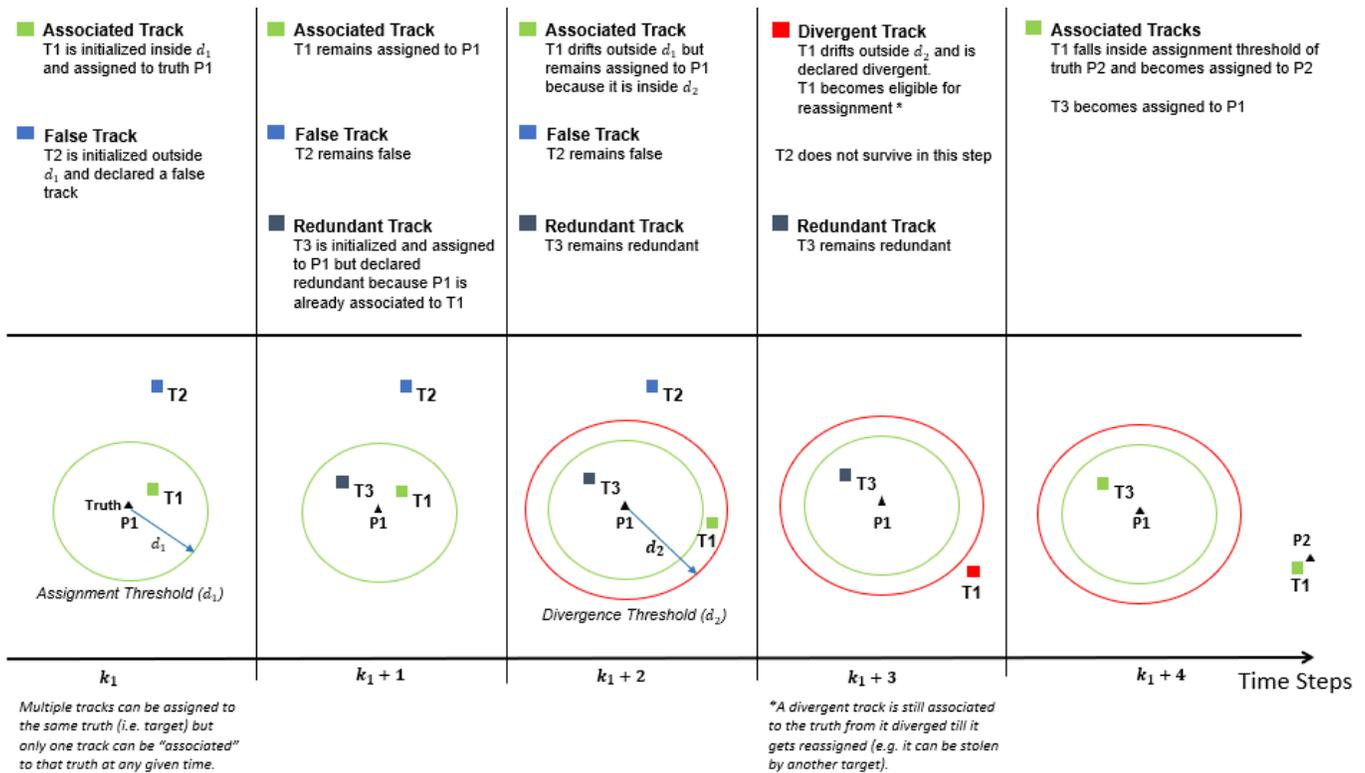 Associated Track
T1 is initialized inside d₁
and assigned to truth P1
False Track
T2 is initialized outside
d₁ and declared a false
track
Associated Track
T1 remains assigned to P1
False Track
T2 remains false
Redundant Track
T3 is initialized and assigned
to P1 but declared
redundant because P1 is
already associated to T1
Associated Track
T1 drifts outside d₁ but
remains assigned to P1
because it is inside d₂
False Track
T2 remains false
Redundant Track
T3 remains redundant
Divergent Track
T1 drifts outside d₂ and is
declared divergent.
T1 becomes eligible for
reassignment *
T2 does not survive in this step
Redundant Track
T3 remains redundant
Associated Tracks
T1 falls inside assignment threshold of
truth P2 and becomes assigned to P2
T3 becomes assigned to P1
T2
T1
Truth
P1
d₁
Assignment Threshold (d₁)
T2
T3
T1
P1
T2
T3
P1
T1
d₂
Divergence Threshold (d₂)
T3
P1
T1
T3
P1
P2
T1
k₁
k₁ + 1
k₁ + 2
k₁ + 3
k₁ + 4
Time Steps
Multiple tracks can be assigned to
the same truth (i.e. target) but
only one track can be “associated”
to that truth at any given time.
*A divergent track is still associated
to the truth from it diverged till it
gets reassigned (e.g. it can be stolen
by another target).